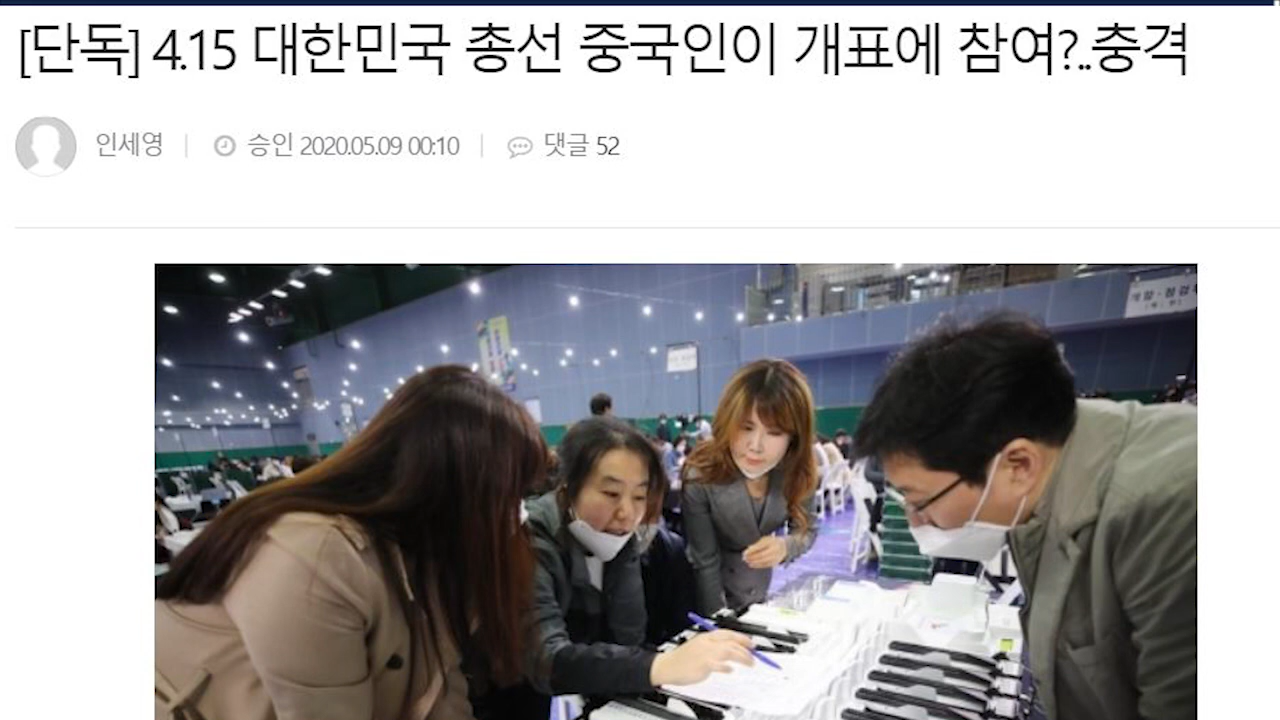 [단독] 4.15 대한민국 총선 중국인이 개표에 참여?..충격
인세영 | 승인 2020.05.09 00:10 | 댓글 52